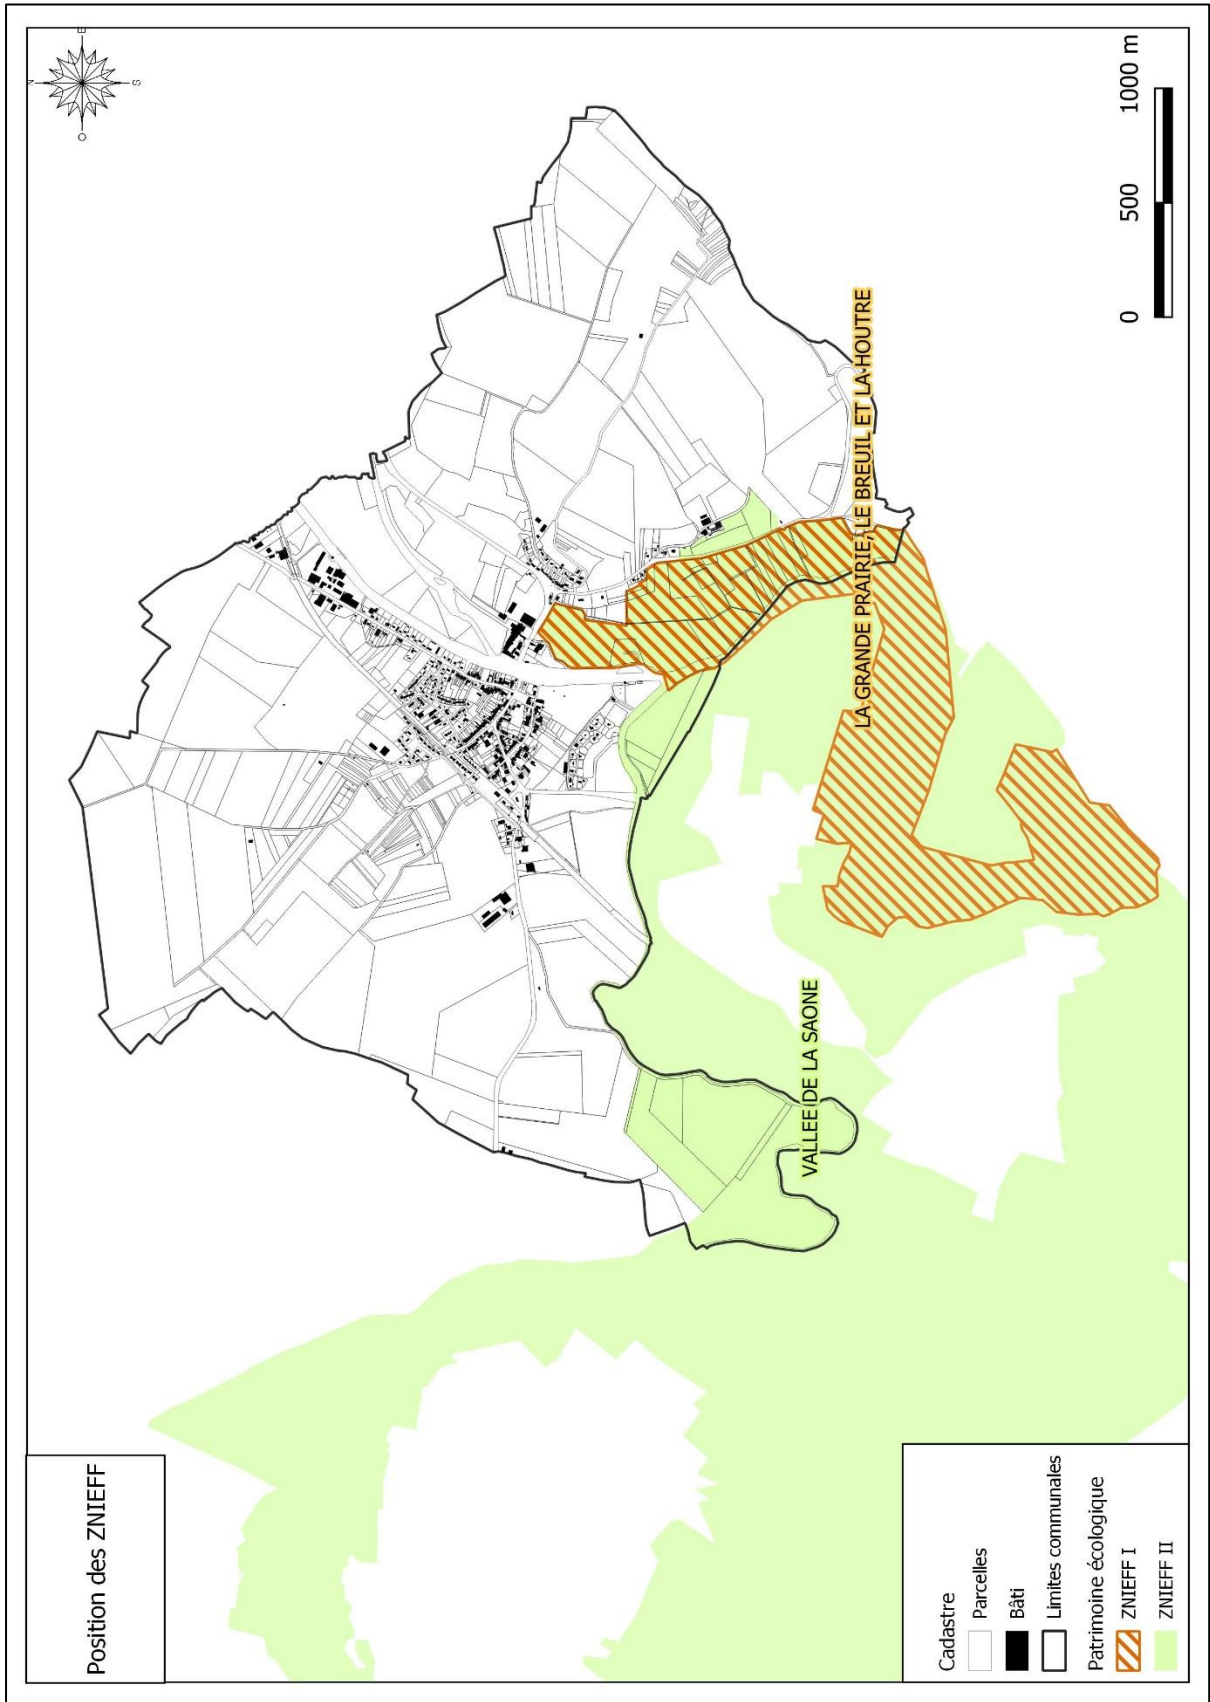 Position des ZNIEFF
N
E
S
O
LA GRANDE PRAIRIE, LE BREUIL ET LA HOUTRE
VALLEE DE LA SAONE
Cadastre
Parcelles
Bâti
Limites communales
Patrimoine écologique
ZNIEFF I
ZNIEFF II
0 500 1000 m